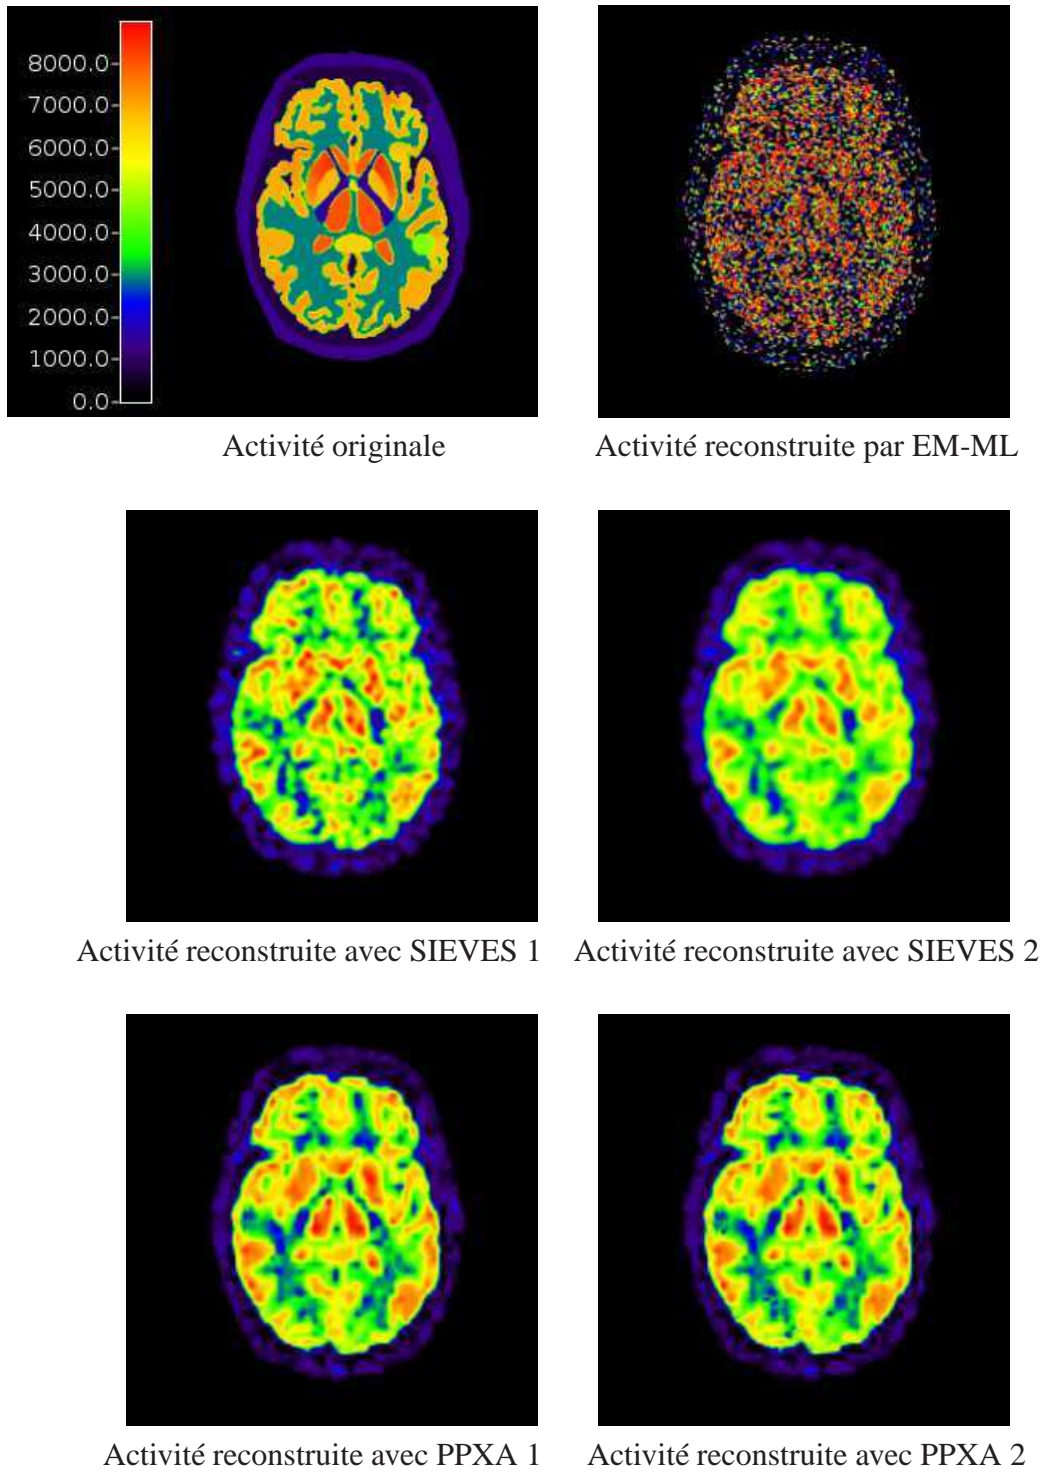 8000.0
7000.0
6000.0
5000.0
4000.0
3000.0
2000.0
1000.0
0.0
Activité originale
Activité reconstruite par EM-ML
Activité reconstruite avec SIEVES 1
Activité reconstruite avec SIEVES 2
Activité reconstruite avec PPXA 1
Activité reconstruite avec PPXA 2